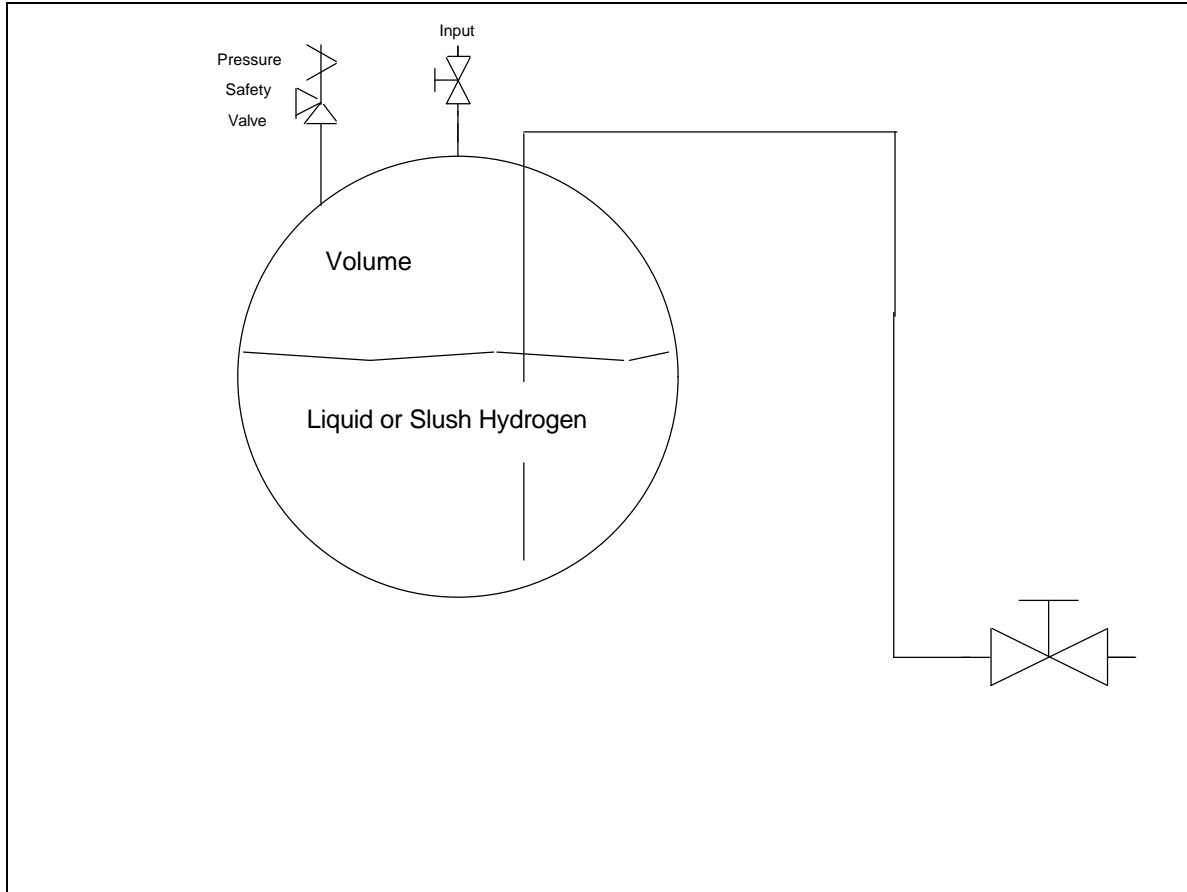 Input
Pressure
Safety
Valve
Volume
Liquid or Slush Hydrogen